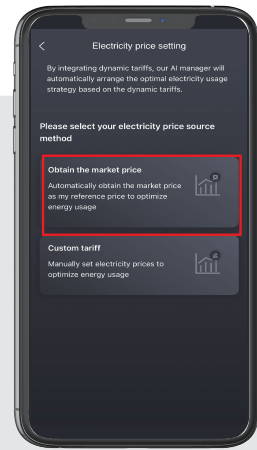 Electricity price setting
By integrating dynamic tariffs, our AI manager will
automatically arrange the optimal electricity usage
strategy based on the dynamic tariffs.
Please select your electricity price source
method
Obtain the market price
Automatically obtain the market price
as my reference price to optimize
energy usage
Custom tariff
Manually set electricity prices to
optimize energy usage